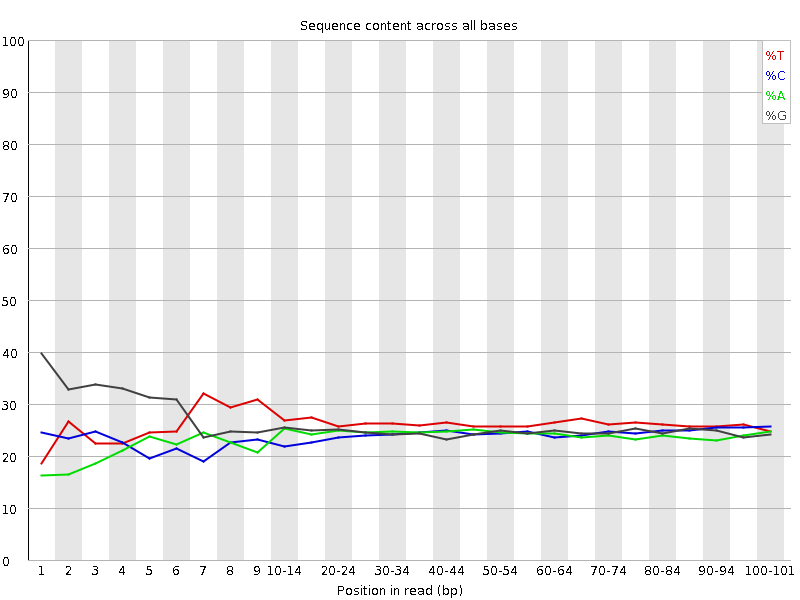 Sequence content across all bases
100
90
80
70
60
50
40
30
20
10
0
%T
%C
%A
%G
1 2 3 4 5 6 7 8 9 10-14 20-24 30-34 40-44 50-54 60-64 70-74 80-84 90-94 100-101
Position in read (bp)